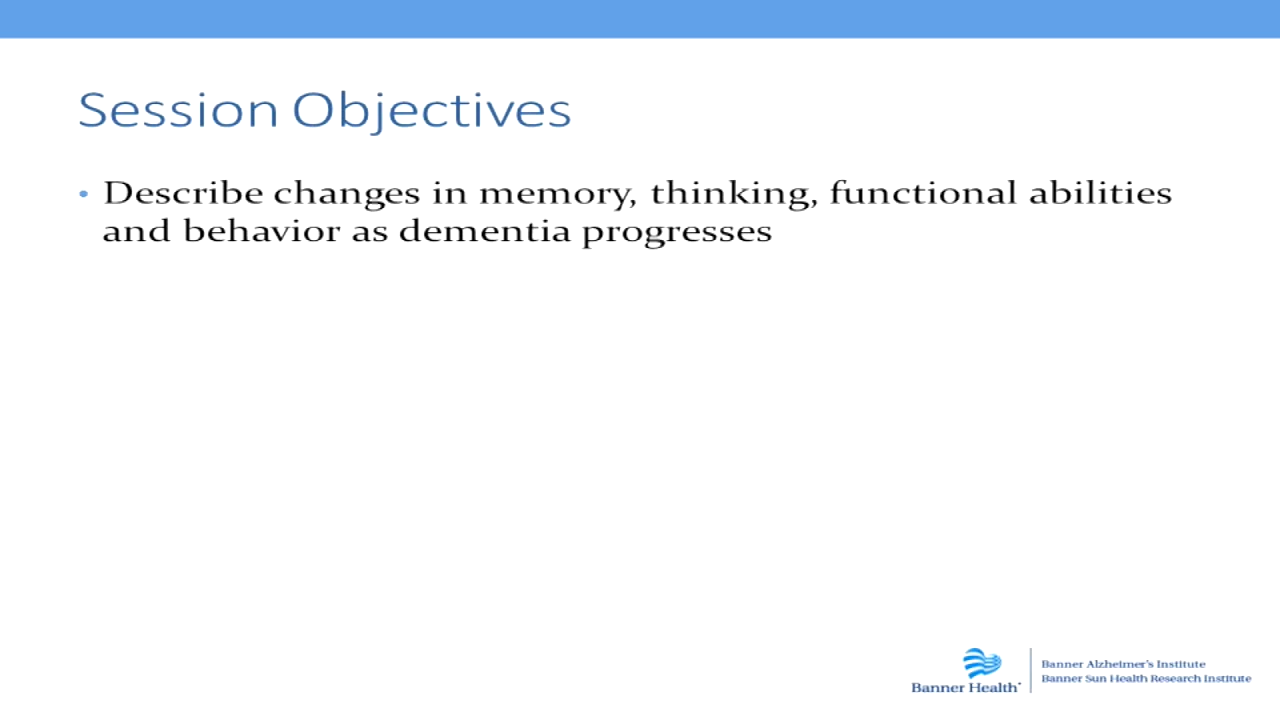 Session Objectives
• Describe changes in memory, thinking, functional abilities
and behavior as dementia progresses
Banner Health
Banner Alzheimer's Institute
Banner Sun Health Research Institute